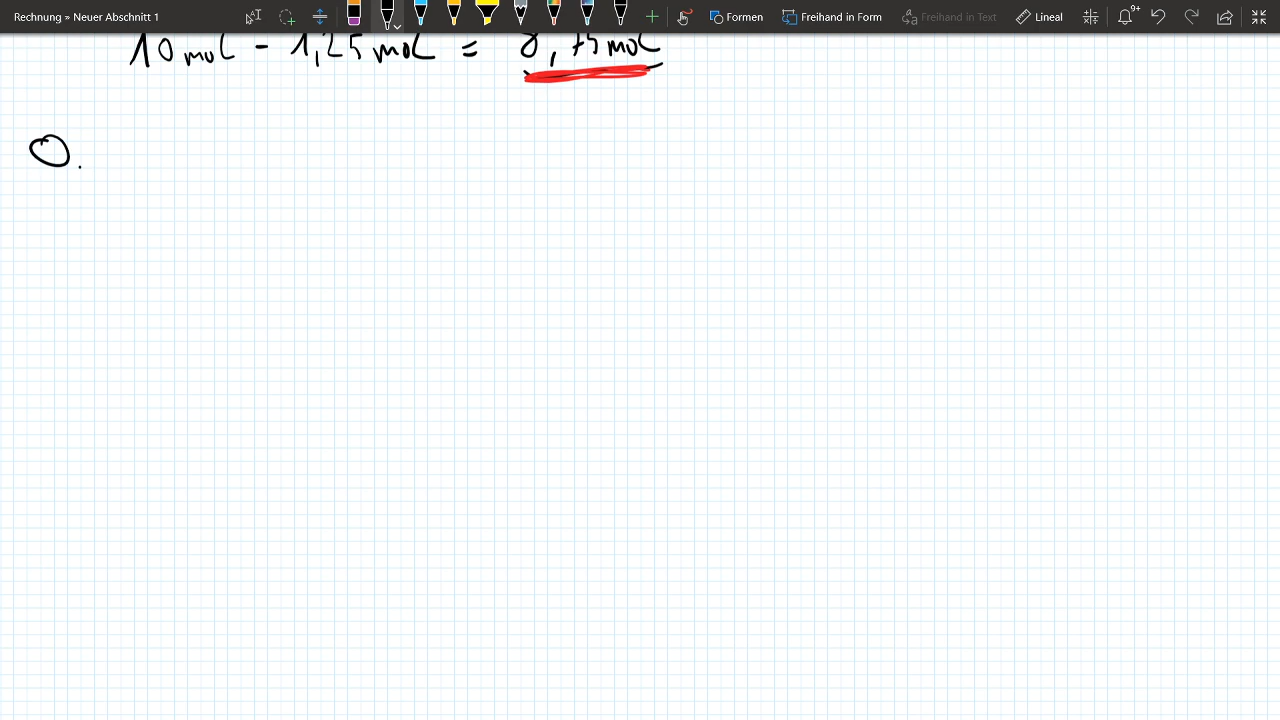 Rechnung » Neuer Abschnitt 1
Formen
Freihand in Form
Freihand in Text
Lineal
9+
10 mol - 1,25 mol = 8,75 mol
O.